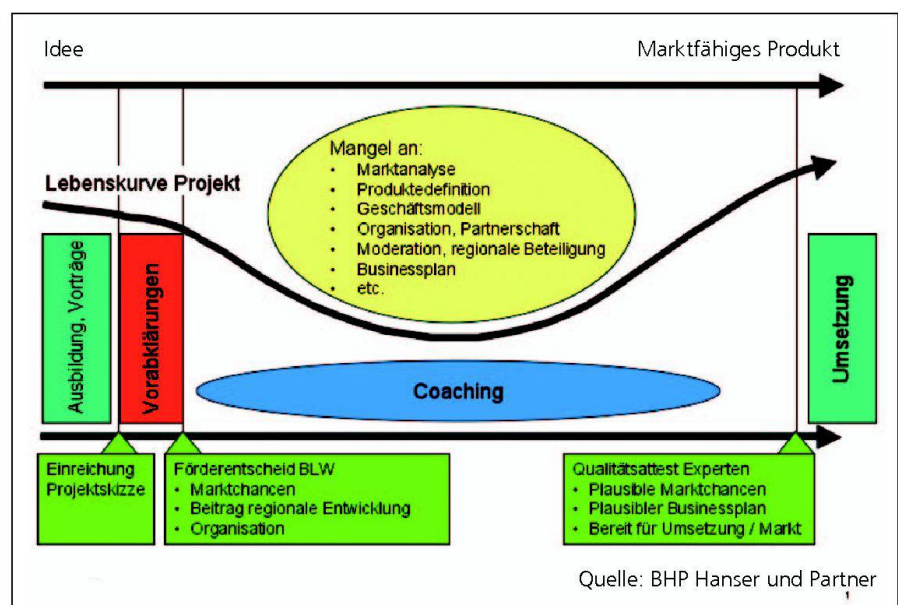 Idee
Marktfähiges Produkt
Mangel an:
• Marktanalyse
• Produktedefinition
• Geschäftsmodell
• Organisation, Partnerschaft
• Moderation, regionale Beteiligung
• Businessplan
• etc.
Lebenskurve Projekt
Ausbildung, Vorträge
Vorabklärungen
Coaching
Umsetzung
Einreichung
Projektskizze
Förderentscheid BLW
• Marktchancen
• Beitrag regionale Entwicklung
• Organisation
Qualitätsattest Experten
• Plausible Marktchancen
• Plausibler Businessplan
• Bereit für Umsetzung / Markt
Quelle: BHP Hanser und Partner
1